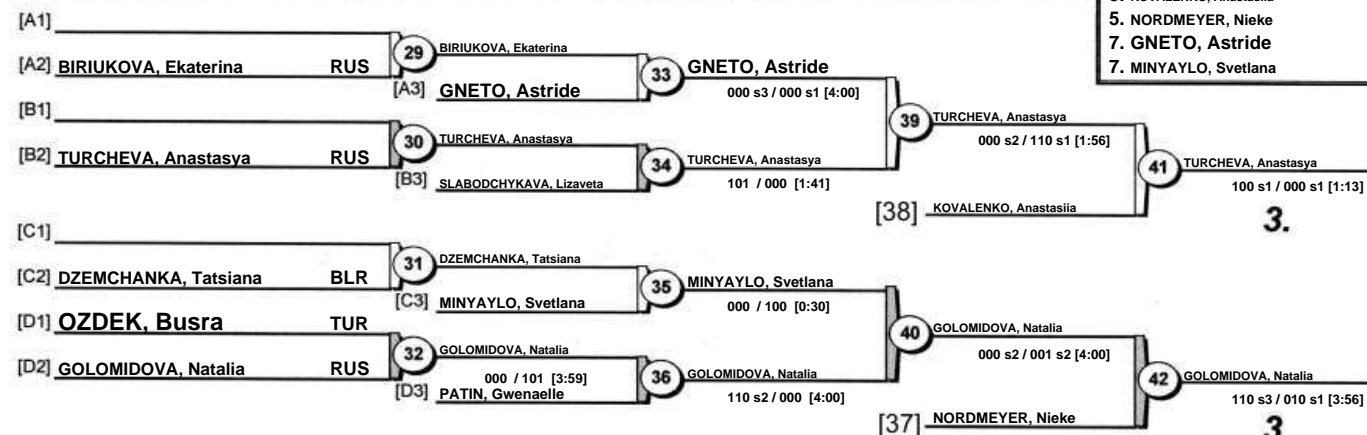 5. KOVALENKO, Anastasiia
5. NORDMEYER, Nieke
7. GNETO, Astride
7. MINYAYLO, Svetlana
[A1]
[A2] BIRIUKOVA, Ekaterina RUS
29
BIRIUKOVA, Ekaterina
[A3] GNETO, Astride
33
GNETO, Astride
000 s3 / 000 s1 [4:00]
[B1]
[B2] TURCHEVA, Anastasya RUS
30
TURCHEVA, Anastasya
[B3] SLABODCHYKAVA, Lizaveta
34
TURCHEVA, Anastasya
101 / 000 [1:41]
39
TURCHEVA, Anastasya
000 s2 / 110 s1 [1:56]
[38] KOVALENKO, Anastasiia
41
TURCHEVA, Anastasya
100 s1 / 000 s1 [1:13]
3.
[C1]
[C2] DZEMCHANKA, Tatsiana BLR
31
DZEMCHANKA, Tatsiana
[C3] MINYAYLO, Svetlana
35
MINYAYLO, Svetlana
000 / 100 [0:30]
[D1] OZDEK, Busra TUR
[D2] GOLOMIDOVA, Natalia RUS
32
GOLOMIDOVA, Natalia
000 / 101 [3:59]
[D3] PATIN, Gwenaelle
36
GOLOMIDOVA, Natalia
110 s2 / 000 [4:00]
40
GOLOMIDOVA, Natalia
000 s2 / 001 s2 [4:00]
[37] NORDMEYER, Nieke
42
GOLOMIDOVA, Natalia
110 s3 / 010 s1 [3:56]
3